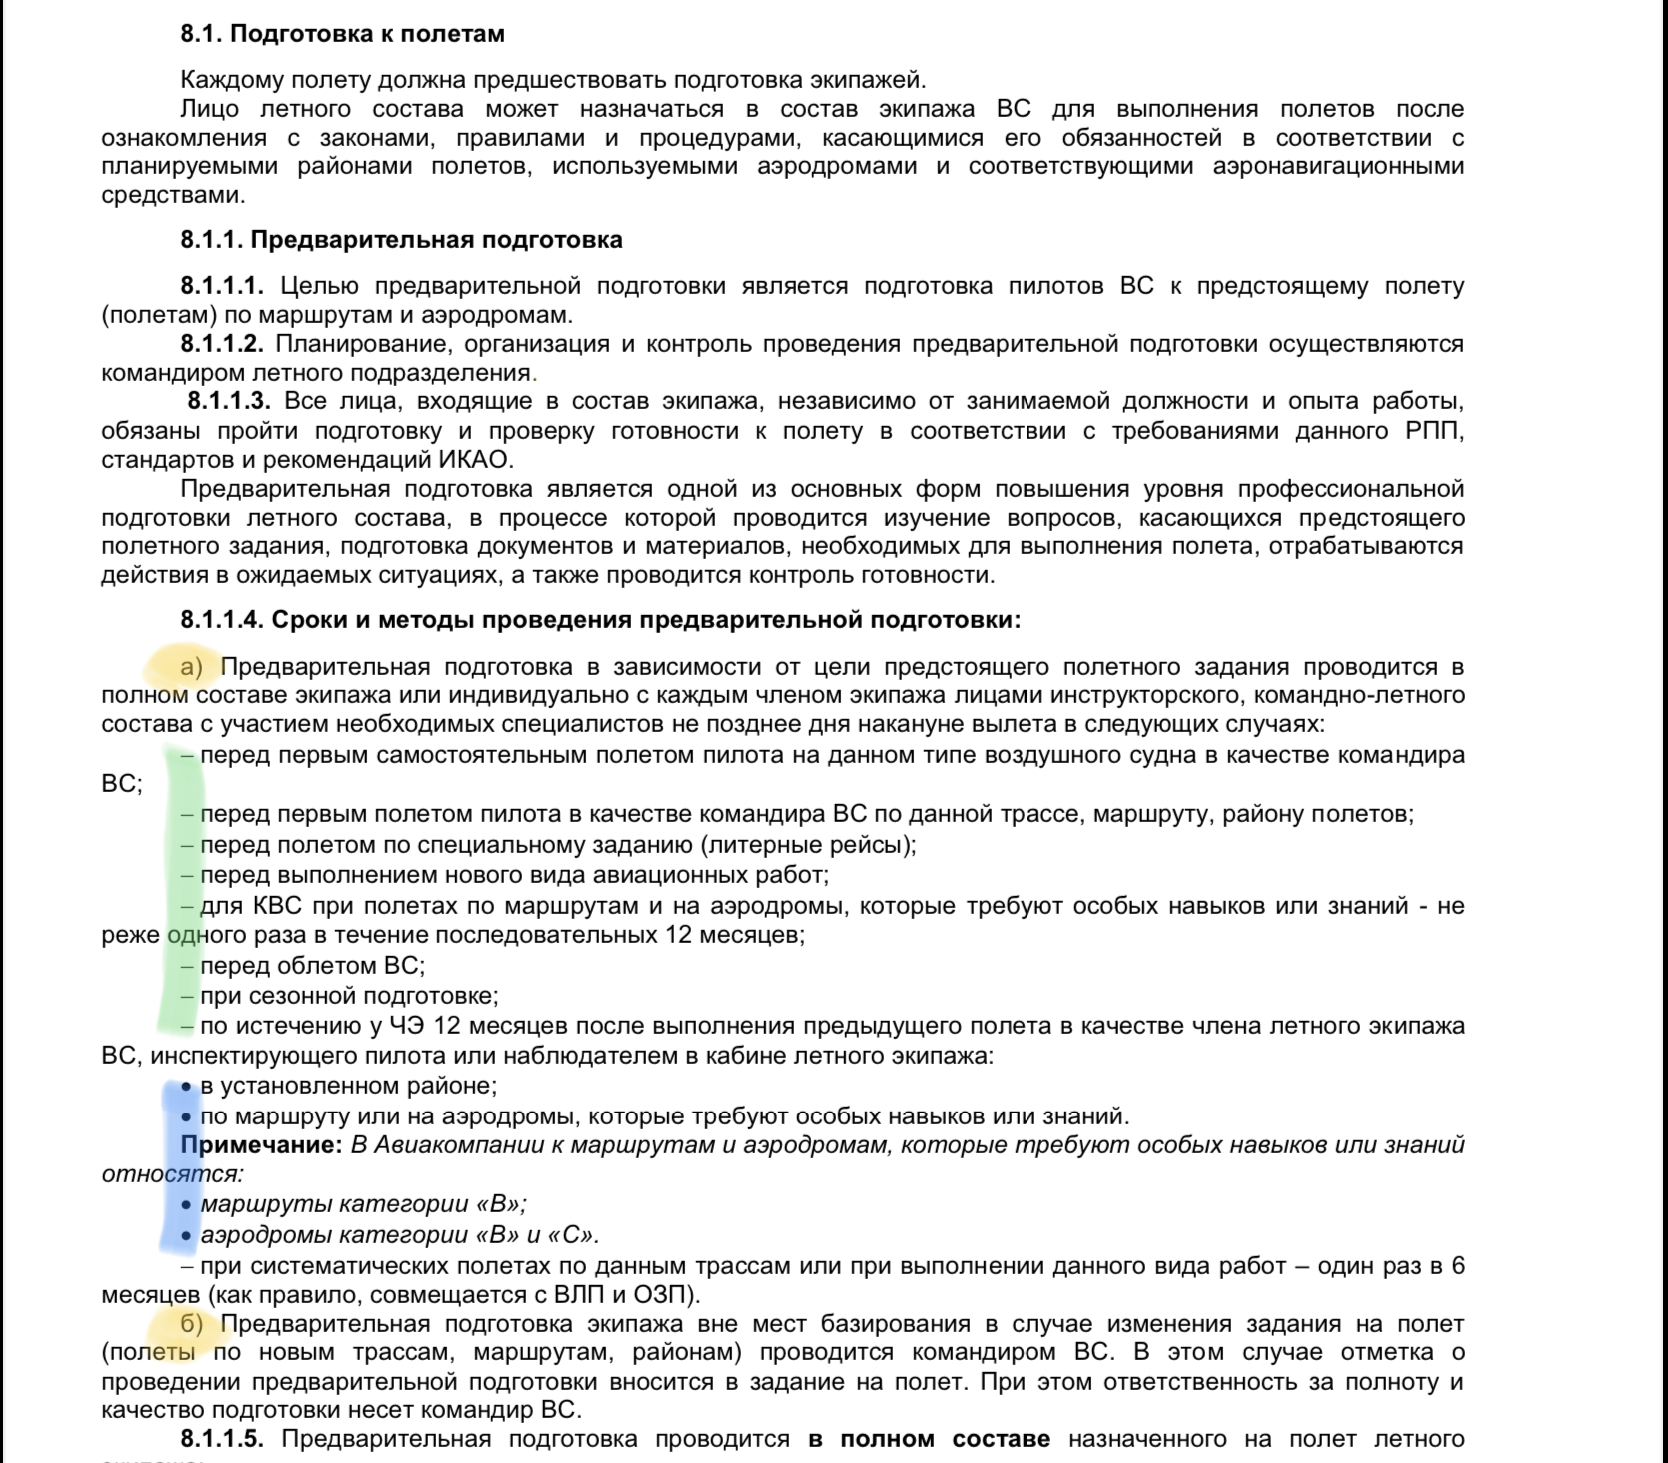 8.1. Подготовка к полетам
Каждому полету должна предшествовать подготовка экипажей.
Лицо летного состава может назначаться в состав экипажа ВС для выполнения полетов после
ознакомления с законами, правилами и процедурами, касающимися его обязанностей в соответствии с
планируемыми районами полетов, используемыми аэродромами и соответствующими аэронавигационными
средствами.
8.1.1. Предварительная подготовка
8.1.1.1. Целью предварительной подготовки является подготовка пилотов ВС к предстоящему полету
(полетам) по маршрутам и аэродромам.
8.1.1.2. Планирование, организация и контроль проведения предварительной подготовки осуществляются
командиром летного подразделения.
8.1.1.3. Все лица, входящие в состав экипажа, независимо от занимаемой должности и опыта работы,
обязаны пройти подготовку и проверку готовности к полету в соответствии с требованиями данного РПП,
стандартов и рекомендаций ИКАО.
Предварительная подготовка является одной из основных форм повышения уровня профессиональной
подготовки летного состава, в процессе которой проводится изучение вопросов, касающихся предстоящего
полетного задания, подготовка документов и материалов, необходимых для выполнения полета, отрабатываются
действия в ожидаемых ситуациях, а также проводится контроль готовности.
8.1.1.4. Сроки и методы проведения предварительной подготовки:
а) Предварительная подготовка в зависимости от цели предстоящего полетного задания проводится в
полном составе экипажа или индивидуально с каждым членом экипажа лицами инструкторского, командно-летного
состава с участием необходимых специалистов не позднее дня накануне вылета в следующих случаях:
– перед первым самостоятельным полетом пилота на данном типе воздушного судна в качестве командира
ВС;
– перед первым полетом пилота в качестве командира ВС по данной трассе, маршруту, району полетов;
– перед полетом по специальному заданию (литерные рейсы);
– перед выполнением нового вида авиационных работ;
– для КВС при полетах по маршрутам и на аэродромы, которые требуют особых навыков или знаний - не
реже одного раза в течение последовательных 12 месяцев;
– перед облетом ВС;
– при сезонной подготовке;
– по истечению у ЧЭ 12 месяцев после выполнения предыдущего полета в качестве члена летного экипажа
ВС, инспектирующего пилота или наблюдателем в кабине летного экипажа:
• в установленном районе;
• по маршруту или на аэродромы, которые требуют особых навыков или знаний.
Примечание: В Авиакомпании к маршрутам и аэродромам, которые требуют особых навыков или знаний
относятся:
• маршруты категории «В»;
• аэродромы категории «В» и «С».
– при систематических полетах по данным трассам или при выполнении данного вида работ – один раз в 6
месяцев (как правило, совмещается с ВЛП и ОЗП).
б) Предварительная подготовка экипажа вне мест базирования в случае изменения задания на полет
(полеты по новым трассам, маршрутам, районам) проводится командиром ВС. В этом случае отметка о
проведении предварительной подготовки вносится в задание на полет. При этом ответственность за полноту и
качество подготовки несет командир ВС.
8.1.1.5. Предварительная подготовка проводится в полном составе назначенного на полет летного